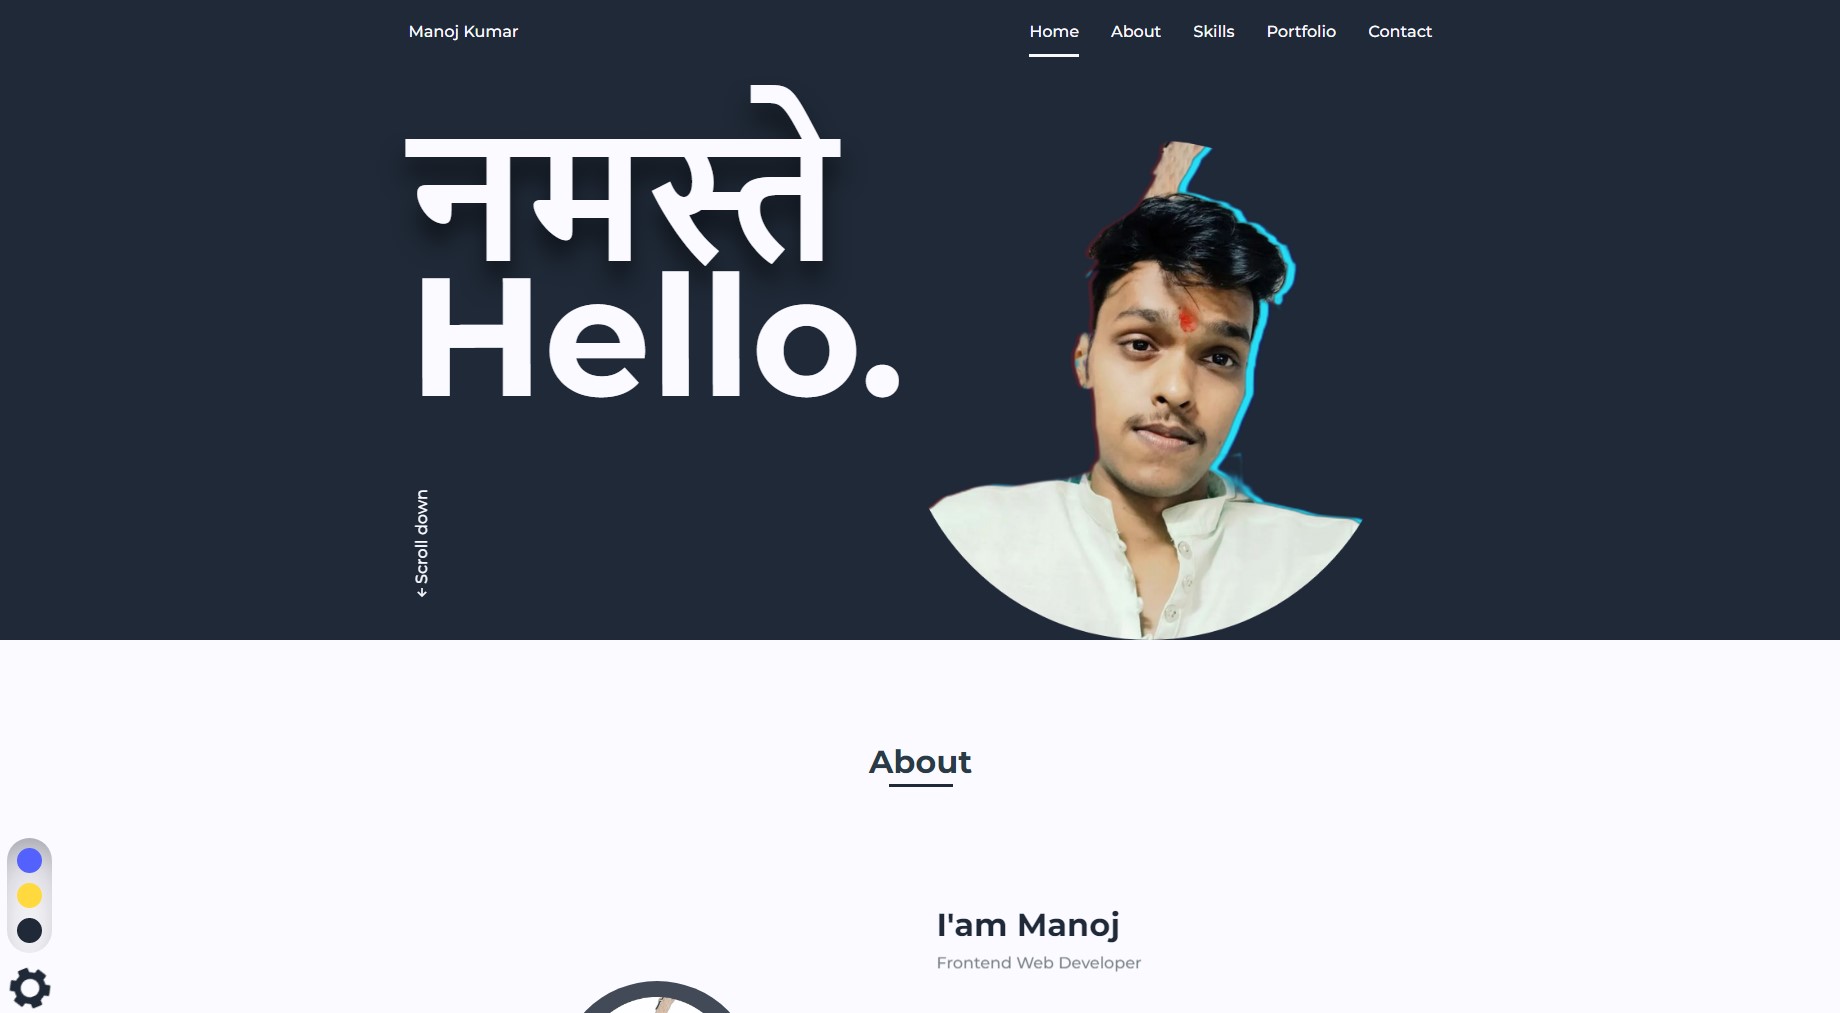 Manoj Kumar
Home About Skills Portfolio Contact
नमस्ते
Hello.
← Scroll down
About
I'am Manoj
Frontend Web Developer